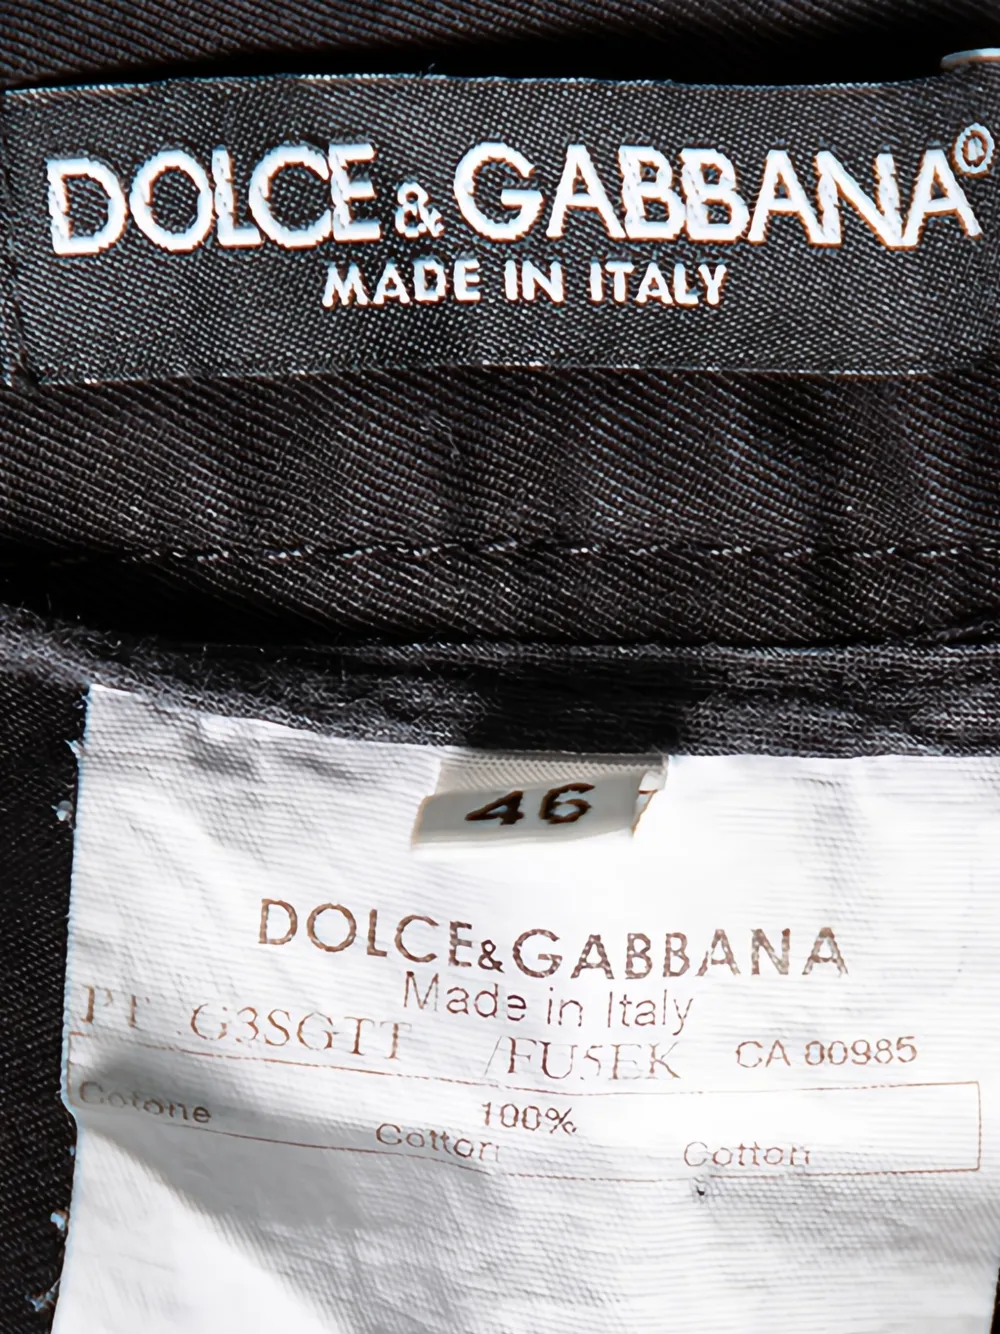 DOLCE & GABBANA®
MADE IN ITALY
46
DOLCE & GABBANA
Made in Italy
G3SGTT /FU5EK CA 00985
Cotone 100% Cotton Cotton